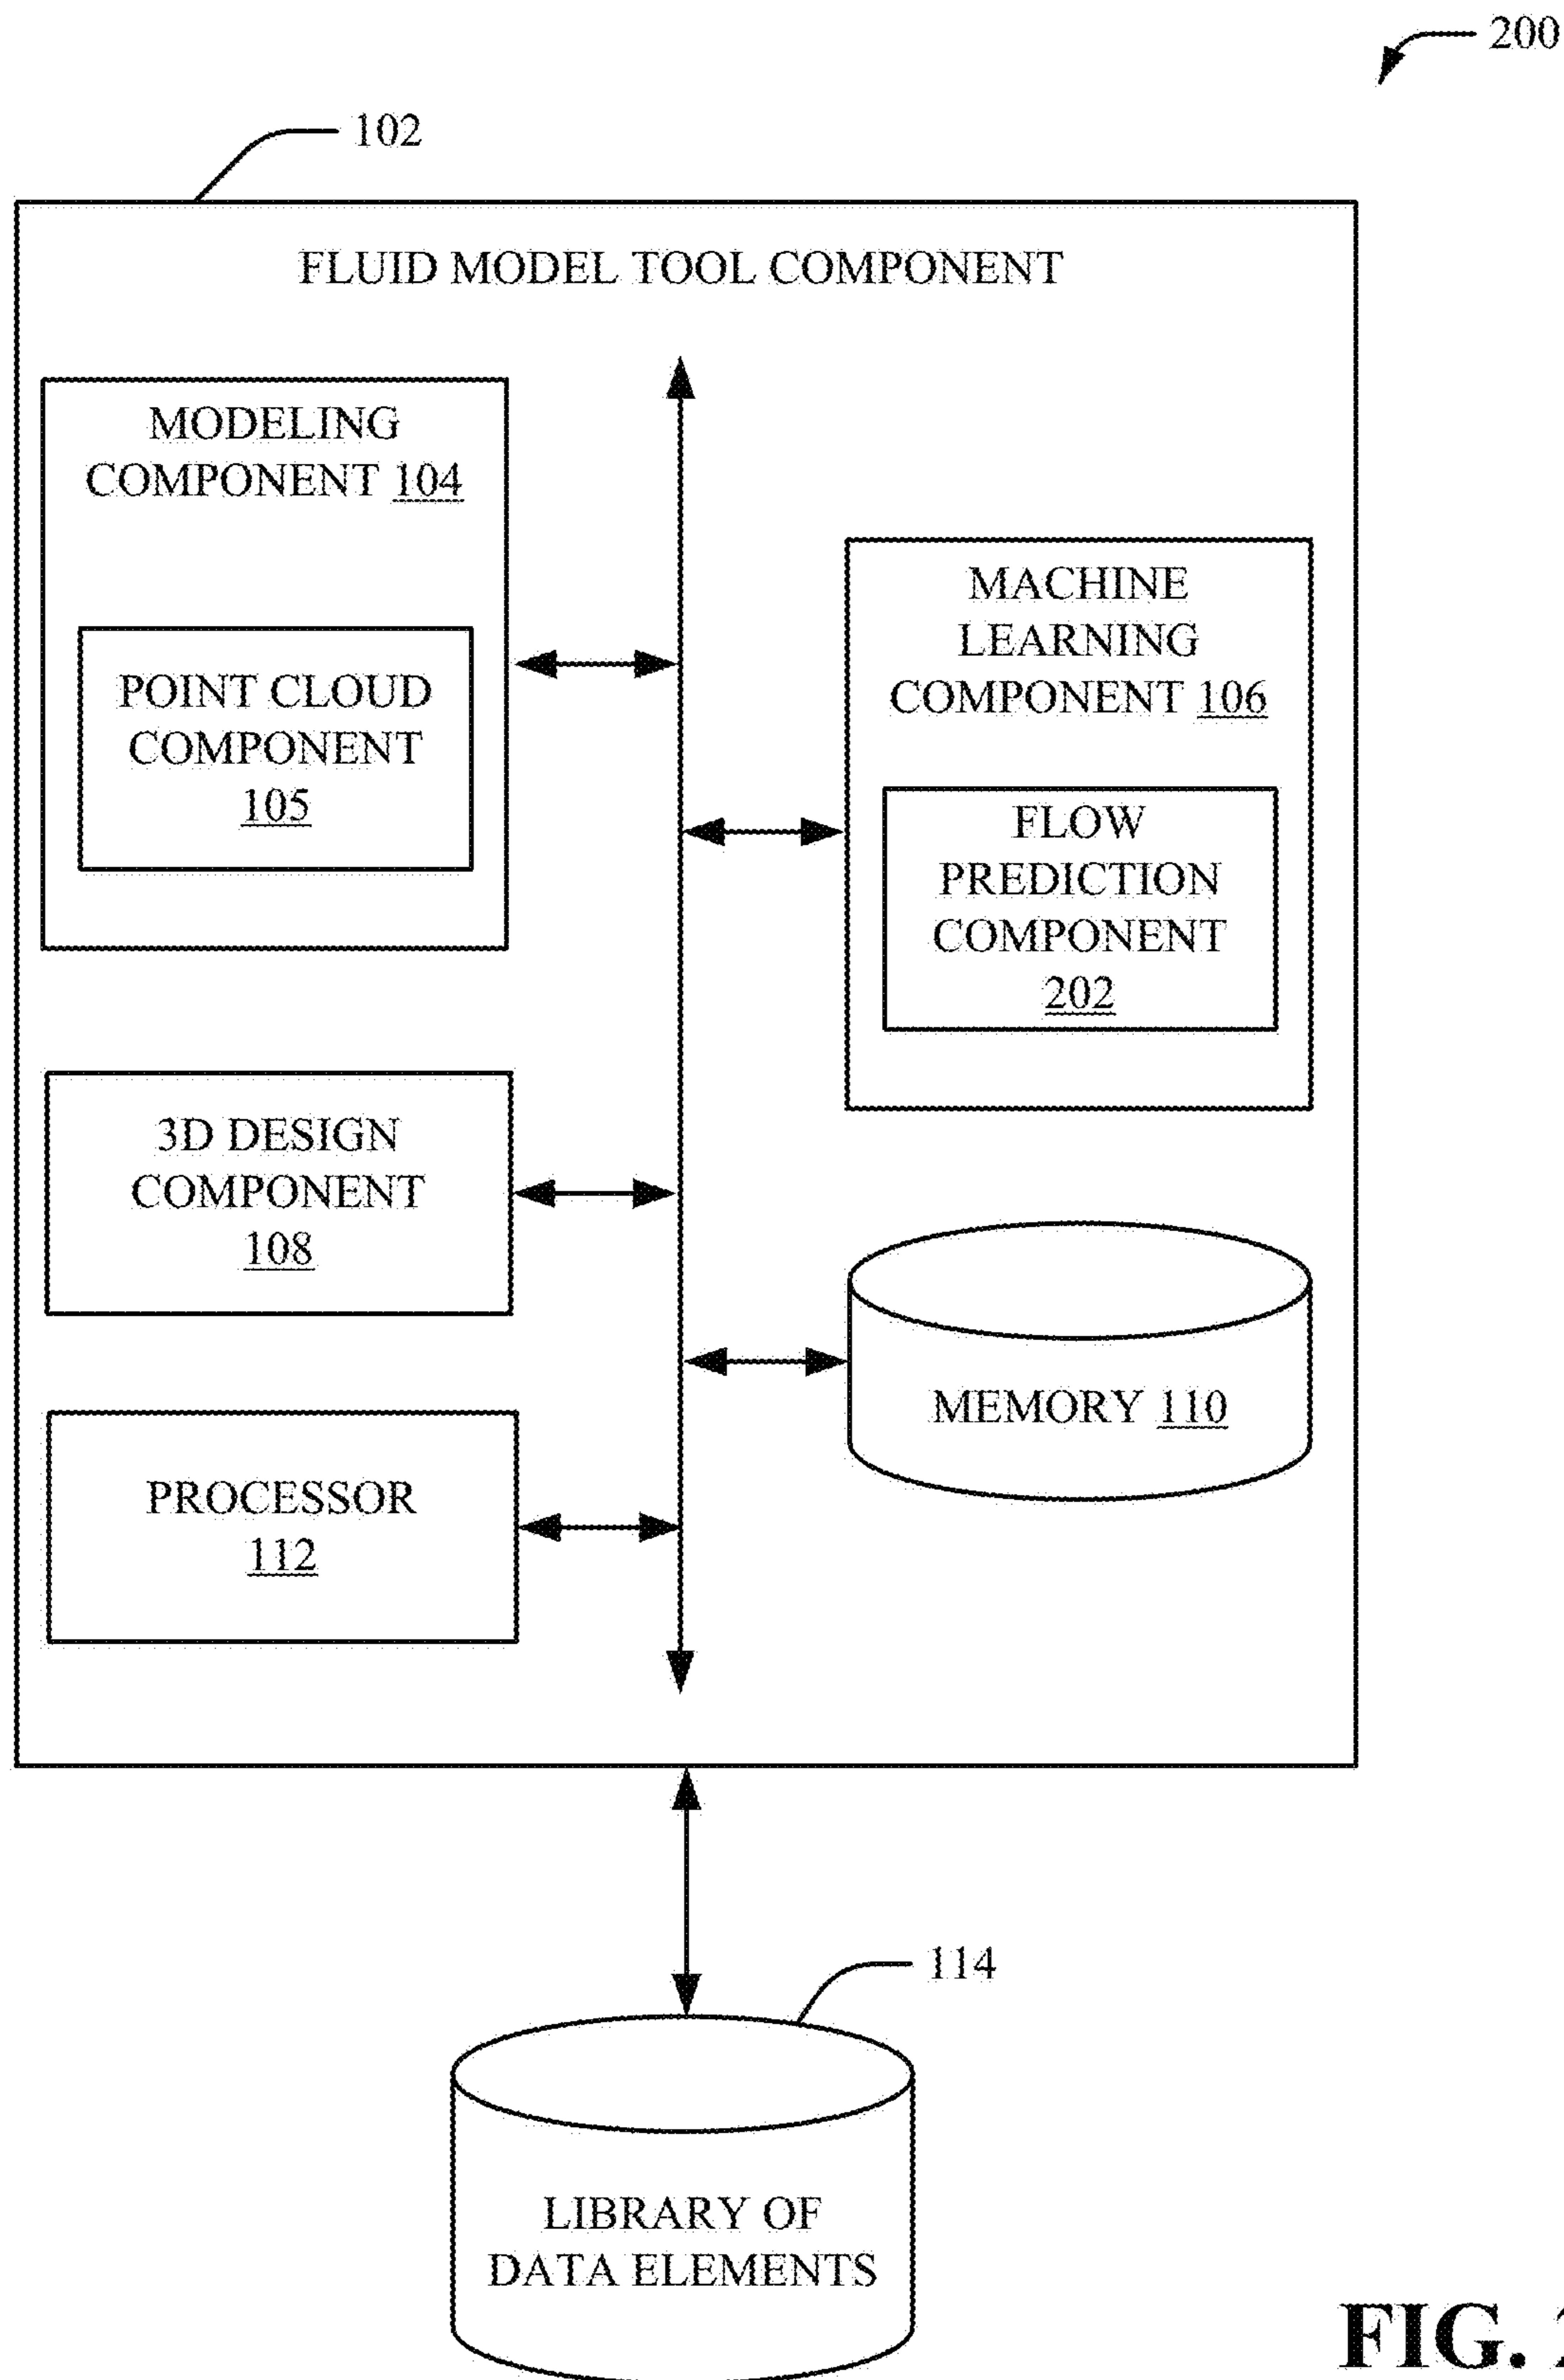 200
102
FLUID MODEL TOOL COMPONENT
MODELING
COMPONENT 104
POINT CLOUD
COMPONENT
105
MACHINE
LEARNING
COMPONENT 106
FLOW
PREDICTION
COMPONENT
202
3D DESIGN
COMPONENT
108
MEMORY 110
PROCESSOR
112
114
LIBRARY OF
DATA ELEMENTS
FIG.